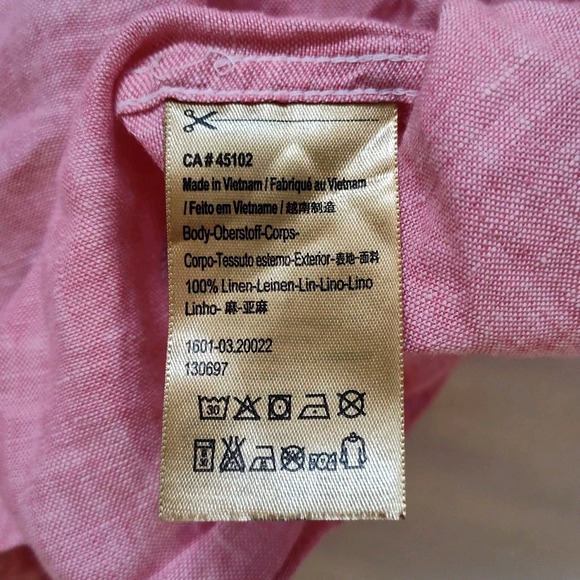 CA# 45102
Made in Vietnam / Fabriqué au Vietnam
/ Feito em Vietname / 越南制造
Body-Oberstoff-Corps-
Corpo-Tessuto esterno-Exterior-表地-面料
100% Linen-Leinen-Lin-Lino-Lino
Linho- 麻-亚麻
1601-03.20022
130697
30